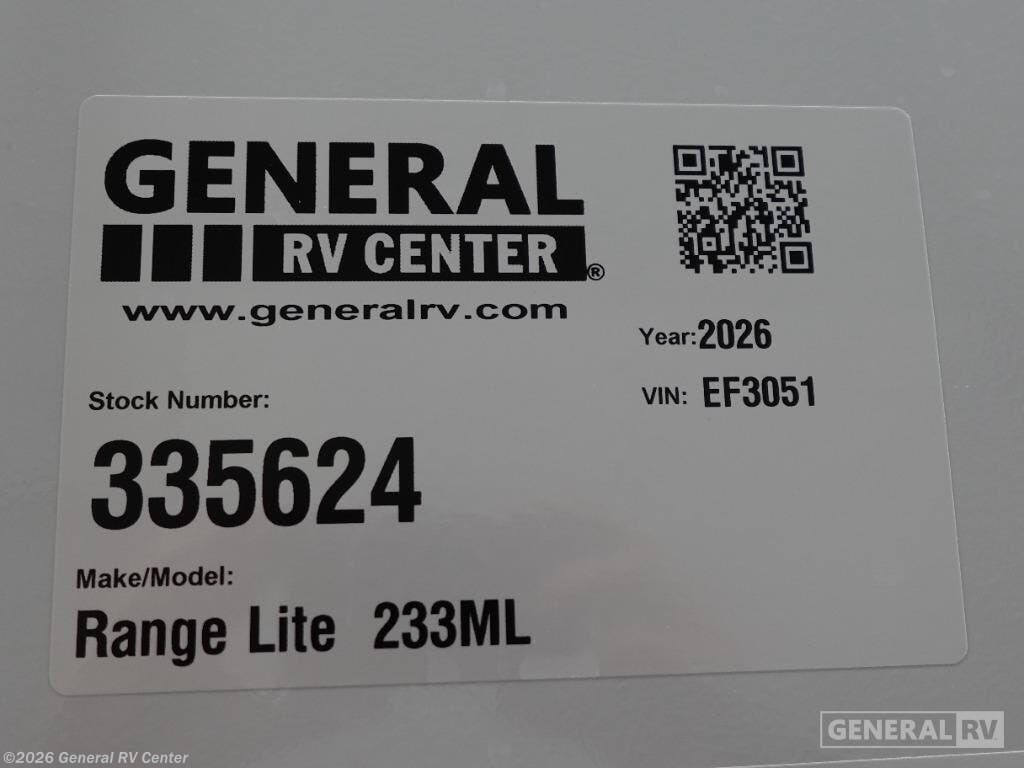 GENERAL
RV CENTER®
www.generalrv.com
Year: 2026
VIN: EF3051
Stock Number:
335624
Make/Model:
Range Lite 233ML
GENERAL RV
©2026 General RV Center